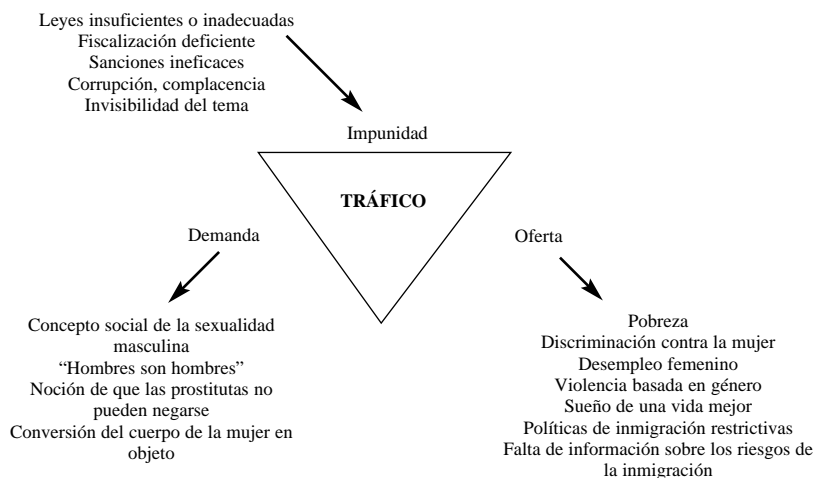 Leyes insuficientes o inadecuadas
Fiscalización deficiente
Sanciones ineficaces
Corrupción, complacencia
Invisibilidad del tema
Impunidad
TRÁFICO
Demanda
Oferta
Concepto social de la sexualidad
masculina
“Hombres son hombres”
Noción de que las prostitutas no
pueden negarse
Conversión del cuerpo de la mujer en
objeto
Pobreza
Discriminación contra la mujer
Desempleo femenino
Violencia basada en género
Sueño de una vida mejor
Políticas de inmigración restrictivas
Falta de información sobre los riesgos de
la inmigración